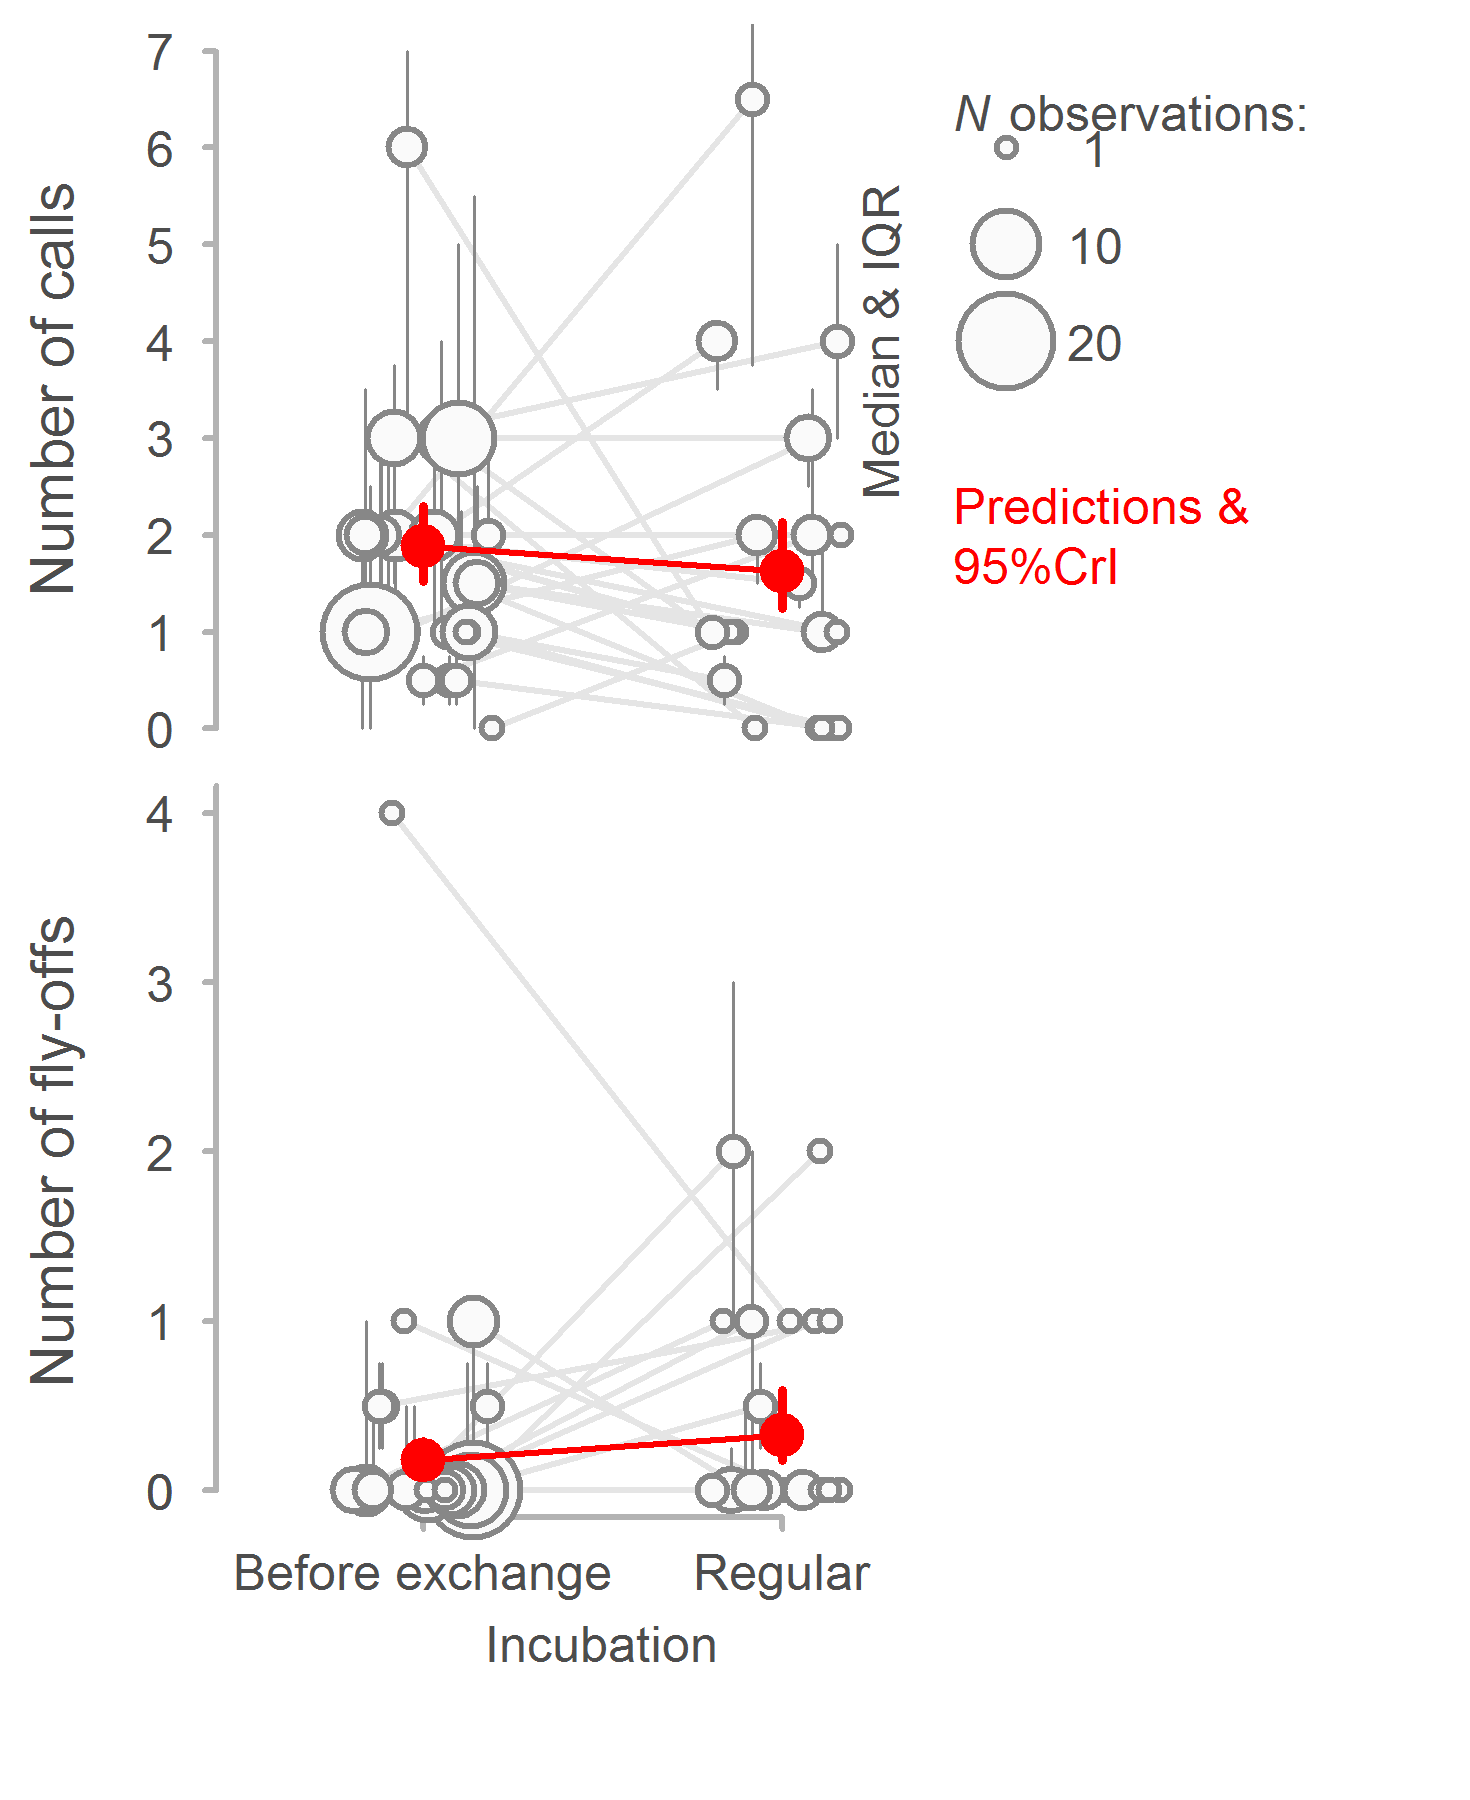 Number of calls
7
6
5
4
3
2
1
0
Median & IQR
N observations:
1
10
20
Predictions &
95%CrI
Number of fly-offs
4
3
2
1
0
Before exchange
Regular
Incubation